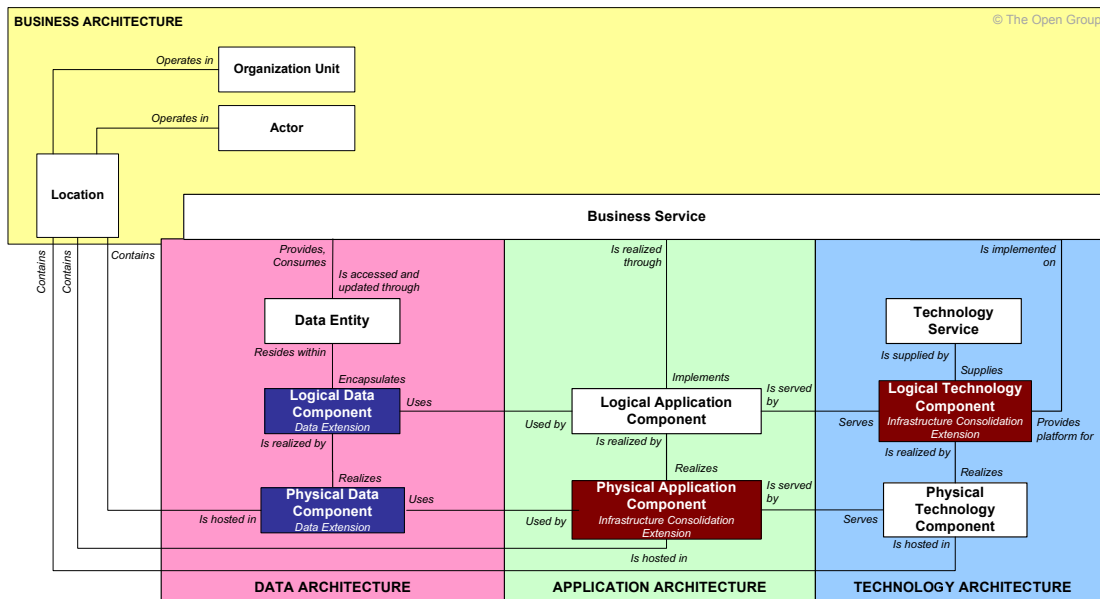 BUSINESS ARCHITECTURE
© The Open Group
Operates in
Organization Unit
Operates in
Actor
Location
Business Service
Contains
Contains
Contains
Provides,
Consumes
Is realized
through
Is implemented
on
Is accessed and
updated through
Data Entity
Technology
Service
Resides within
Is supplied by
Encapsulates
Implements
Supplies
Logical Data
Component
Data Extension
Uses
Used by
Logical Application
Component
Is served
by
Serves
Logical Technology
Component
Infrastructure Consolidation
Extension
Provides
platform for
Is realized by
Is realized by
Is realized by
Realizes
Realizes
Realizes
Physical Data
Component
Data Extension
Uses
Used by
Physical Application
Component
Infrastructure Consolidation
Extension
Is served
by
Serves
Physical
Technology
Component
Is hosted in
Is hosted in
Is hosted in
DATA ARCHITECTURE
APPLICATION ARCHITECTURE
TECHNOLOGY ARCHITECTURE